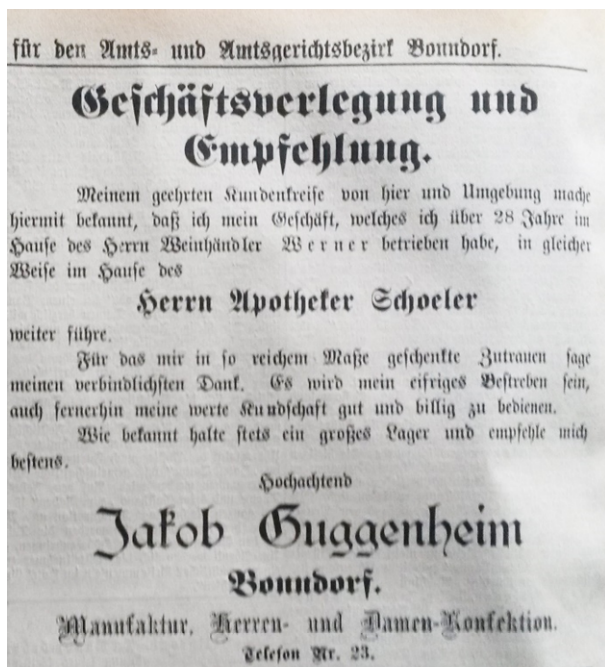 für den Amts- und Amtsgerichtsbezirk Bonndorf.
Geschäftsverlegung und
Empfehlung.
Meinem geehrten Kundenkreise von hier und Umgebung mache
hiermit bekannt, daß ich mein Geschäft, welches ich über 28 Jahre im
Hause des Herrn Weinhändler Werner betrieben habe, in gleicher
Weise im Hause des
Herrn Apotheker Schoeler
weiter führe.
Für das mir in so reichem Maße geschenkte Zutrauen sage
meinen verbindlichsten Dank. Es wird mein eifriges Bestreben sein,
auch fernerhin meine werte Kundschaft gut und billig zu bedienen.
Wie bekannt halte stets ein großes Lager und empfehle mich
bestens.
Hochachtend
Jakob Guggenheim
Bonndorf.
Manufaktur, Herren- und Damen-Konfektion.
Telefon Nr. 23.